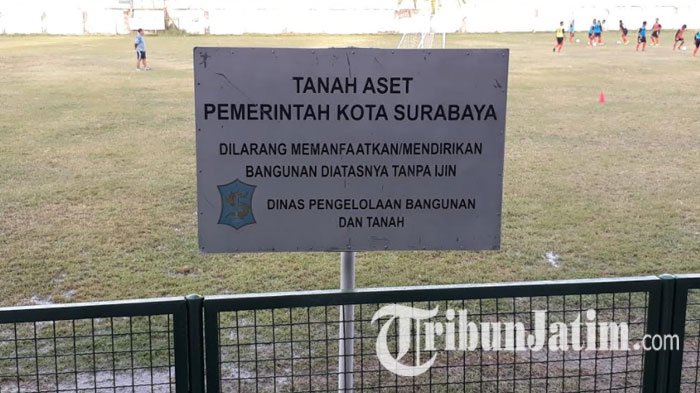 TANAH ASET
PEMERINTAH KOTA SURABAYA
DILARANG MEMANFAATKAN/MENDIRIKAN
BANGUNAN DIATASNYA TANPA IJIN
DINAS PENGELOLAAN BANGUNAN
DAN TANAH
TribunJatim.com